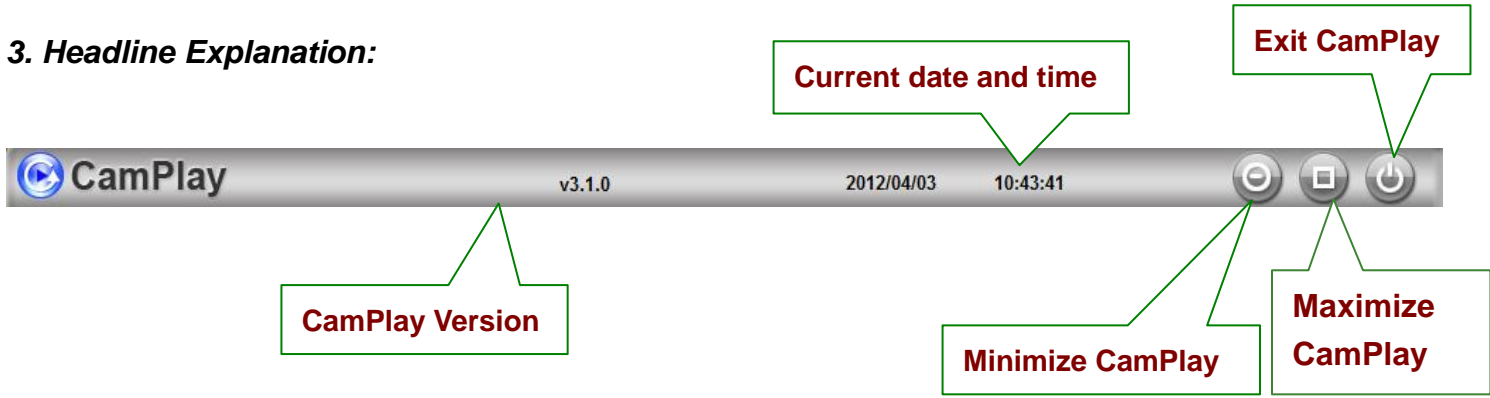 3. Headline Explanation:
Exit CamPlay
Current date and time
CamPlay
v3.1.0
2012/04/03
10:43:41
CamPlay Version
Minimize CamPlay
Maximize
CamPlay